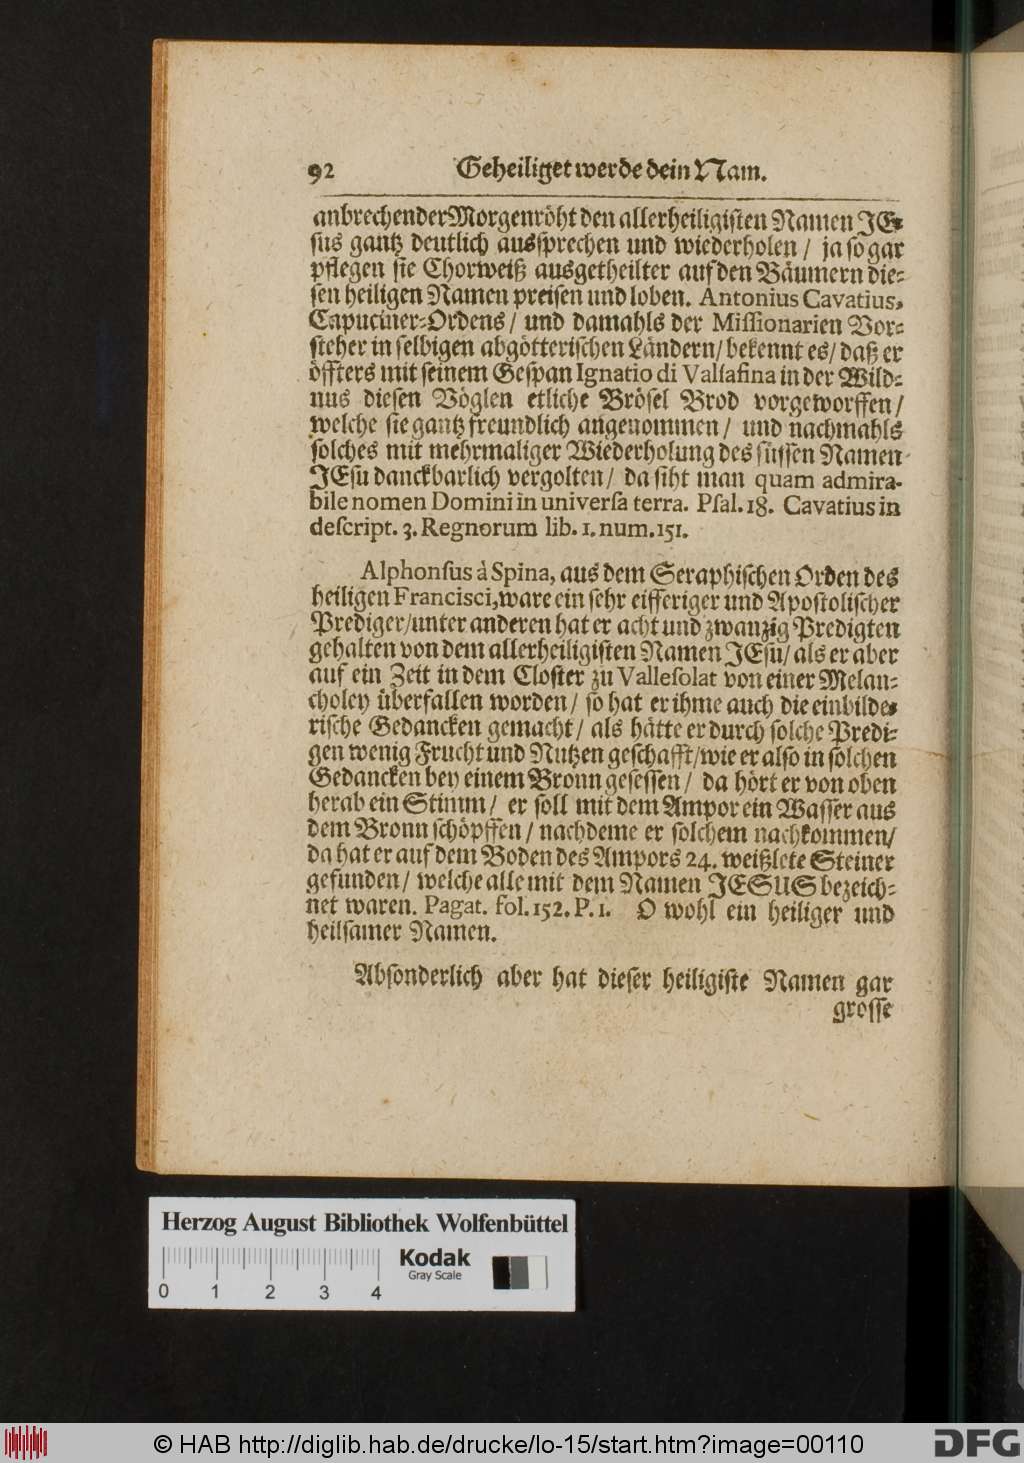 92 Geheiliget werde dein Nam.
anbrechender Morgenröht den allerheiligisten Namen JE-
sus gantz deutlich aussprechen und wiederholen / ja so gar
pflegen sie Chorweiß ausgetheilter auf den Bäumern die-
sen heiligen Namen preisen und loben. Antonius Cavatius,
Capuciner-Ordens / und damahls der Missionarien Vor-
steher in selbigen abgötterischen Ländern / bekennt es / daß er
öffters mit seinem Gespan Ignatio di Valſafina in der Wild-
nus diesen Vöglen etliche Brösel Brod vorgeworffen /
welche sie gantz freundlich angenommen / und nachmahls
solches mit mehrmaliger Wiederholung des süssen Namen
JEsu danckbarlich vergolten / da siht man quam admira-
bile nomen Domini in univerſa terra. Pſal. 18. Cavatius in
deſcript. 3. Regnorum lib. 1. num. 151.
Alphonſus à Spina, aus dem Seraphischen Orden des
heiligen Francisci, ware ein sehr eifferiger und Apostolischer
Prediger / unter anderen hat er acht und zwanzig Predigten
gehalten von dem allerheiligisten Namen JEsu / als er aber
auf ein Zeit in dem Closter zu Valleſolat von einer Melan-
choley überfallen worden / so hat er ihme auch die einbilde-
rische Gedancken gemacht / als hätte er durch solche Predi-
gen wenig Frucht und Nutzen geschafft / wie er also in solchen
Gedancken bey einem Bronn gesessen / da hört er von oben
herab ein Stimm / er soll mit dem Ampor ein Wasser aus
dem Bronn schöpffen / nachdeme er solchem nachkommen /
da hat er auf dem Boden des Ampors 24. weißlete Steiner
gefunden / welche alle mit dem Namen JESUS bezeich-
net waren. Pagat. fol. 152. P. 1. O wohl ein heiliger und
heilsamer Namen.
Absonderlich aber hat dieser heiligiste Namen gar
grosse
Herzog August Bibliothek Wolfenbüttel
Kodak
Gray Scale
0 1 2 3 4
© HAB http://diglib.hab.de/drucke/lo-15/start.htm?image=00110
DFG